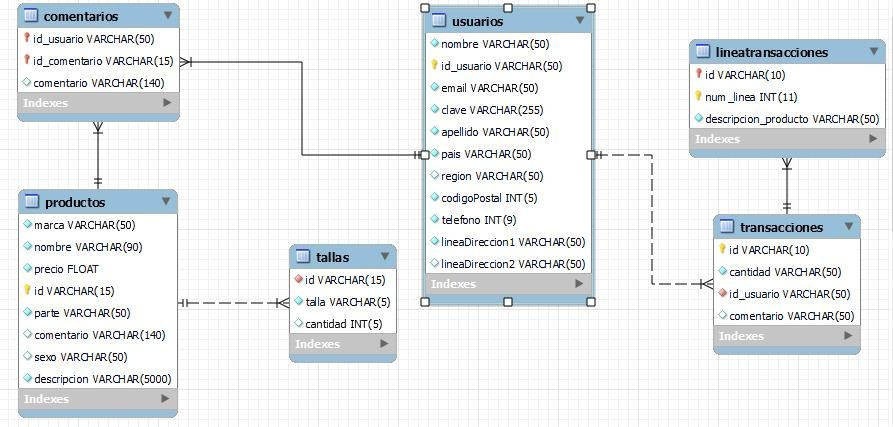 comentarios
id_usuario VARCHAR(50)
id_comentario VARCHAR(15)
comentario VARCHAR(140)
Indexes
productos
marca VARCHAR(50)
nombre VARCHAR(90)
precio FLOAT
id VARCHAR(15)
parte VARCHAR(50)
comentario VARCHAR(140)
sexo VARCHAR(50)
descripcion VARCHAR(5000)
Indexes
tallas
id VARCHAR(15)
talla VARCHAR(5)
cantidad INT(5)
Indexes
usuarios
nombre VARCHAR(50)
id_usuario VARCHAR(50)
email VARCHAR(50)
clave VARCHAR(255)
apellido VARCHAR(50)
pais VARCHAR(50)
region VARCHAR(50)
codigoPostal INT(5)
telefono INT(9)
lineaDireccion1 VARCHAR(50)
lineaDireccion2 VARCHAR(50)
Indexes
lineatransacciones
id VARCHAR(10)
num_linea INT(11)
descripcion_producto VARCHAR(50)
Indexes
transacciones
id VARCHAR(10)
cantidad VARCHAR(50)
id_usuario VARCHAR(50)
comentario VARCHAR(50)
Indexes